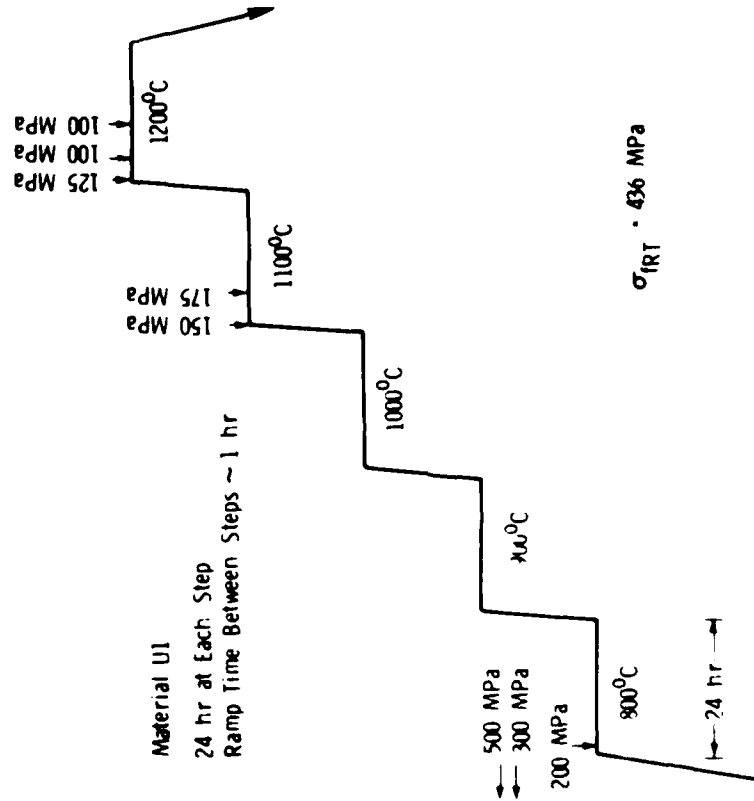 100 MPa
100 MPa
125 MPa
1200°C
175 MPa
150 MPa
1100°C
Material U1
24 hr at Each Step
Ramp Time Between Steps ~ 1 hr
1000°C
σfRT · 436 MPa
500 MPa
300 MPa
200 MPa
800°C
24 hr